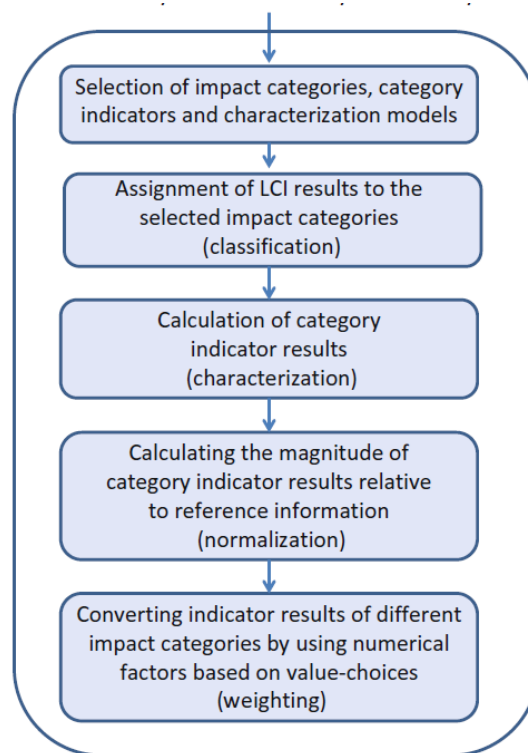 Selection of impact categories, category
indicators and characterization models
Assignment of LCI results to the
selected impact categories
(classification)
Calculation of category
indicator results
(characterization)
Calculating the magnitude of
category indicator results relative
to reference information
(normalization)
Converting indicator results of different
impact categories by using numerical
factors based on value-choices
(weighting)